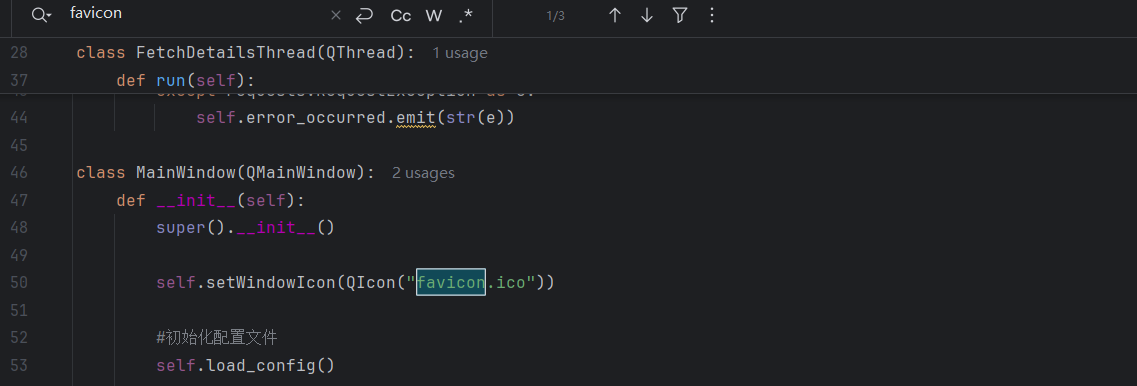 favicon × Cc W .* 1/3
28 class FetchDetailsThread(QThread): 1 usage
37 def run(self):
44 self.error_occurred.emit(str(e))
45
46 class MainWindow(QMainWindow): 2 usages
47 def __init__(self):
48 super().__init__()
49
50 self.setWindowIcon(QIcon("favicon.ico"))
51
52 #初始化配置文件
53 self.load_config()